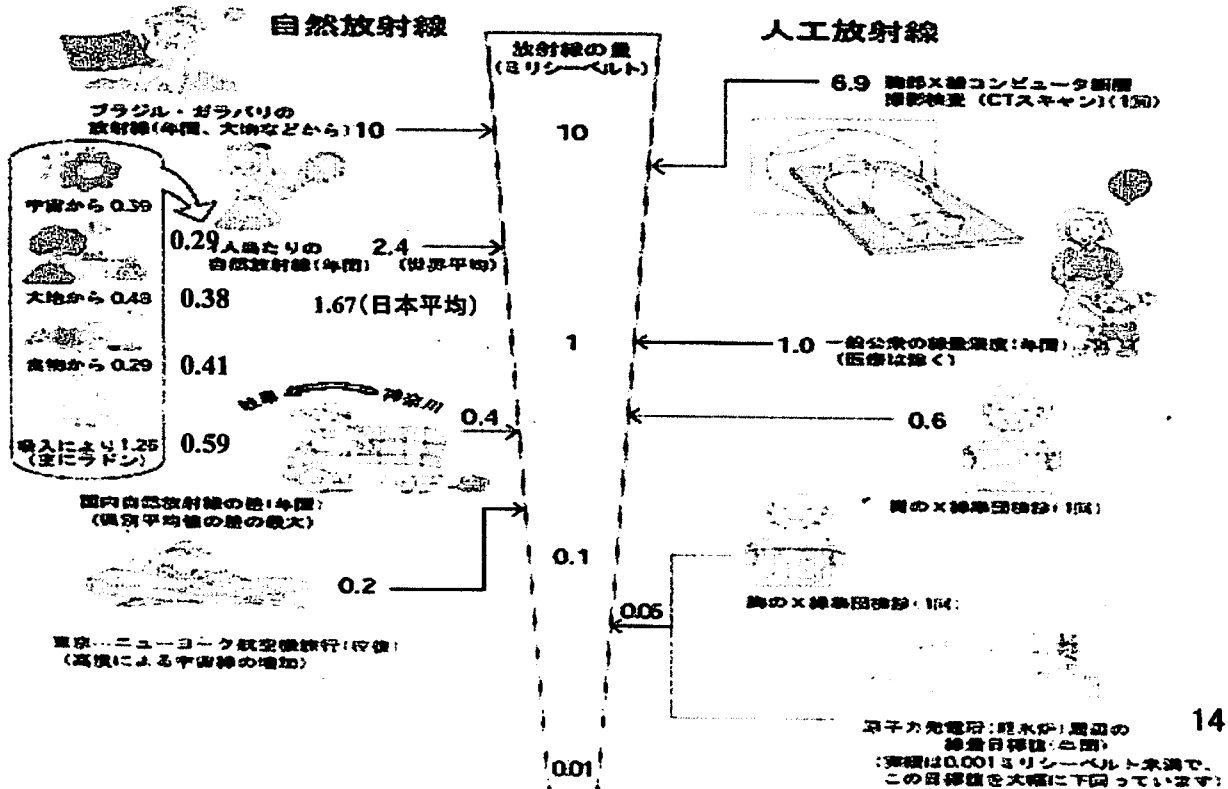 自然放射線
放射線の量
(ミリシーベルト)
人工放射線
ブラジル・ガラパリの
放射線(年間、大地などから) 10
10
6.9 胸部X線コンピュータ断層
撮影検査 (CTスキャン)(1回)
宇宙から 0.39
0.29
1人当たりの
自然放射線(年間)
2.4
(世界平均)
大地から 0.48
0.38
1.67(日本平均)
1
1.0 一般公衆の線量限度(年間)
(医療は除く)
食物から 0.29
0.41
岐阜
神奈川
0.4
0.6
吸入により 1.26
(主にラドン)
0.59
国内自然放射線の差(年間)
(県別平均値の差の最大)
胃のX線集団検診(1回)
0.1
0.2
胸のX線集団検診(1回)
0.05
東京…ニューヨーク航空機旅行(往復)
(高度による宇宙線の増加)
原子力発電所(軽水炉)周辺の
線量目標値(年間)
(実績は0.001ミリシーベルト未満で、
この目標値を大幅に下回っています)
14
0.01